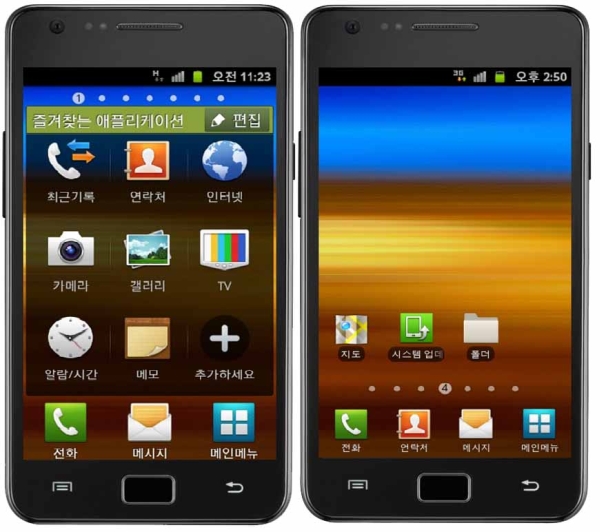 H
오전 11:23
1
즐겨찾는 애플리케이션
편집
최근기록
연락처
인터넷
카메라
갤러리
TV
알람/시간
메모
추가하세요
전화
메시지
메인메뉴
3G
오후 2:50
지도
시스템 업데
폴더
4
전화
연락처
메시지
메인메뉴